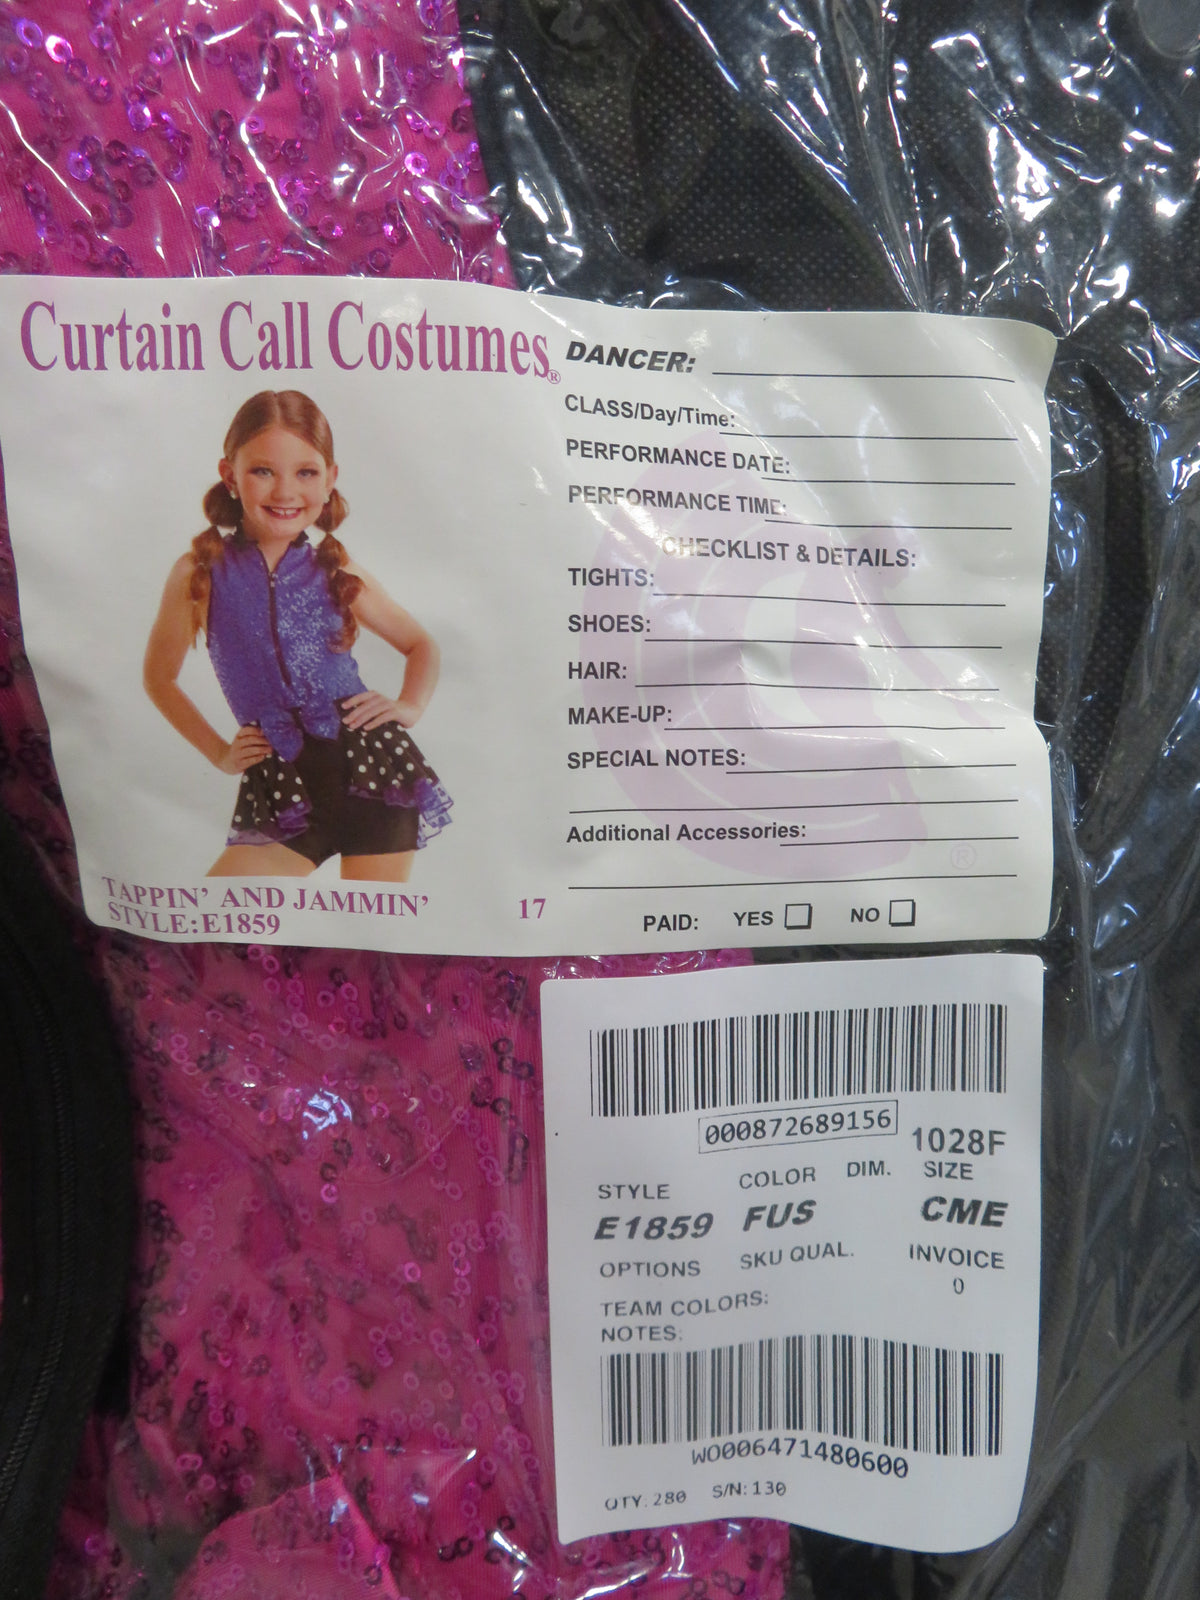 Curtain Call Costumes®
TAPPIN' AND JAMMIN'
STYLE:E1859
17
DANCER:
CLASS/Day/Time:
PERFORMANCE DATE:
PERFORMANCE TIME:
CHECKLIST & DETAILS:
TIGHTS:
SHOES:
HAIR:
MAKE-UP:
SPECIAL NOTES:
Additional Accessories:
®
PAID: YES NO
000872689156 1028F
STYLE COLOR DIM. SIZE
E1859 FUS CME
OPTIONS SKU QUAL. INVOICE
0
TEAM COLORS:
NOTES:
WO006471480600
QTY: 280 S/N: 130